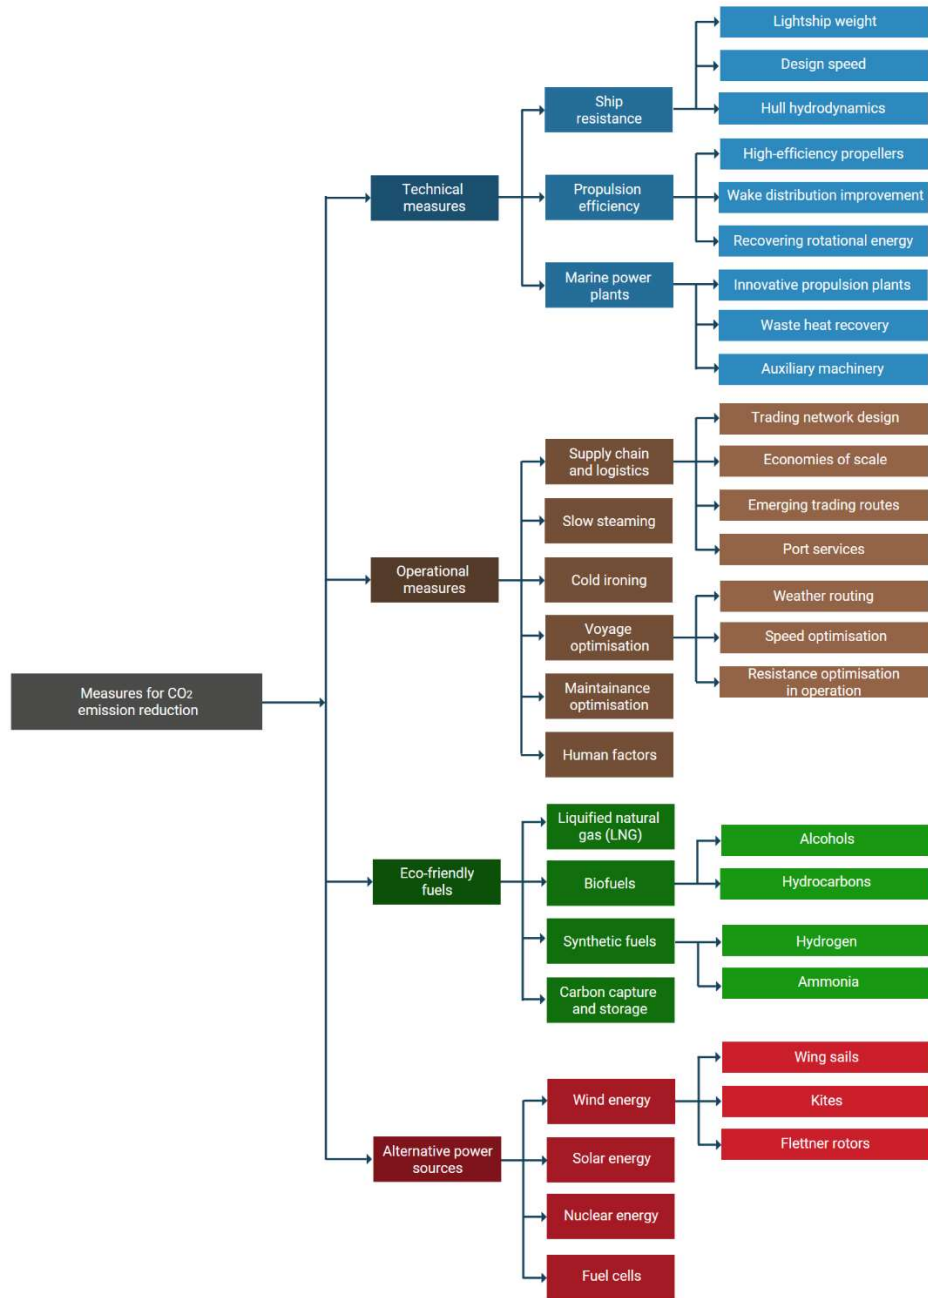 Measures for CO2
emission reduction
Technical
measures
Ship
resistance
Lightship weight
Design speed
Hull hydrodynamics
Propulsion
efficiency
High-efficiency propellers
Wake distribution improvement
Recovering rotational energy
Marine power
plants
Innovative propulsion plants
Waste heat recovery
Auxiliary machinery
Operational
measures
Supply chain
and logistics
Trading network design
Economies of scale
Emerging trading routes
Port services
Slow steaming
Cold ironing
Voyage
optimisation
Weather routing
Speed optimisation
Resistance optimisation
in operation
Maintainance
optimisation
Human factors
Eco-friendly
fuels
Liquified natural
gas (LNG)
Biofuels
Alcohols
Hydrocarbons
Synthetic fuels
Hydrogen
Ammonia
Carbon capture
and storage
Alternative power
sources
Wind energy
Wing sails
Kites
Flettner rotors
Solar energy
Nuclear energy
Fuel cells